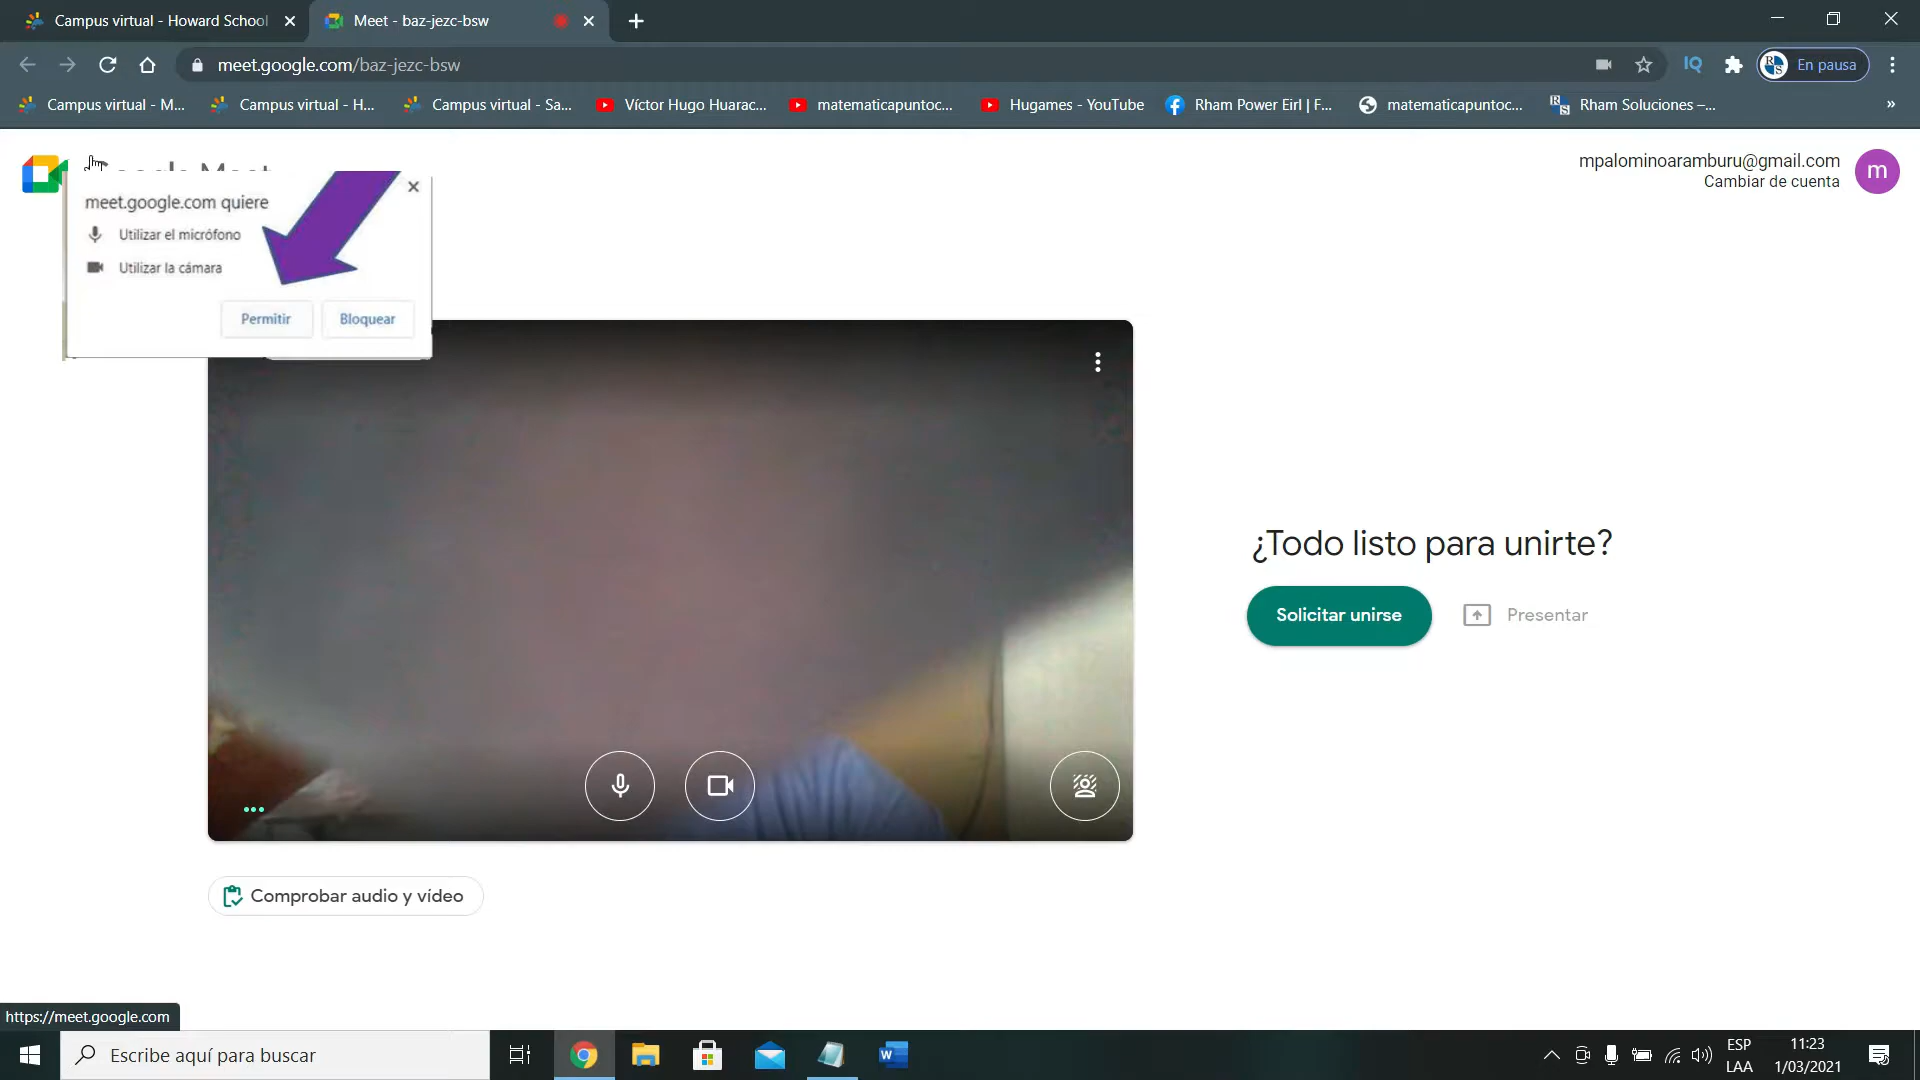 Campus virtual - Howard School
Meet - baz-jezc-bsw
meet.google.com/baz-jezc-bsw
IQ
En pausa
Campus virtual - M...
Campus virtual - H...
Campus virtual - Sa...
Víctor Hugo Huarac...
matematicapuntoc...
Hugames - YouTube
Rham Power Eirl | F...
matematicapuntoc...
Rham Soluciones –...
»
Google Meet
mpalominoaramburu@gmail.com
Cambiar de cuenta
m
meet.google.com quiere
Utilizar el micrófono
Utilizar la cámara
Permitir
Bloquear
¿Todo listo para unirte?
Solicitar unirse
Presentar
Comprobar audio y vídeo
https://meet.google.com
Escribe aquí para buscar
ESP
LAA
11:23
1/03/2021